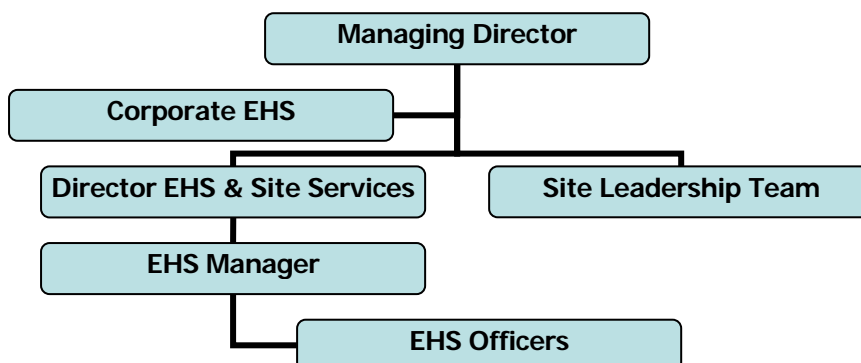 Managing Director
Corporate EHS
Director EHS & Site Services
Site Leadership Team
EHS Manager
EHS Officers